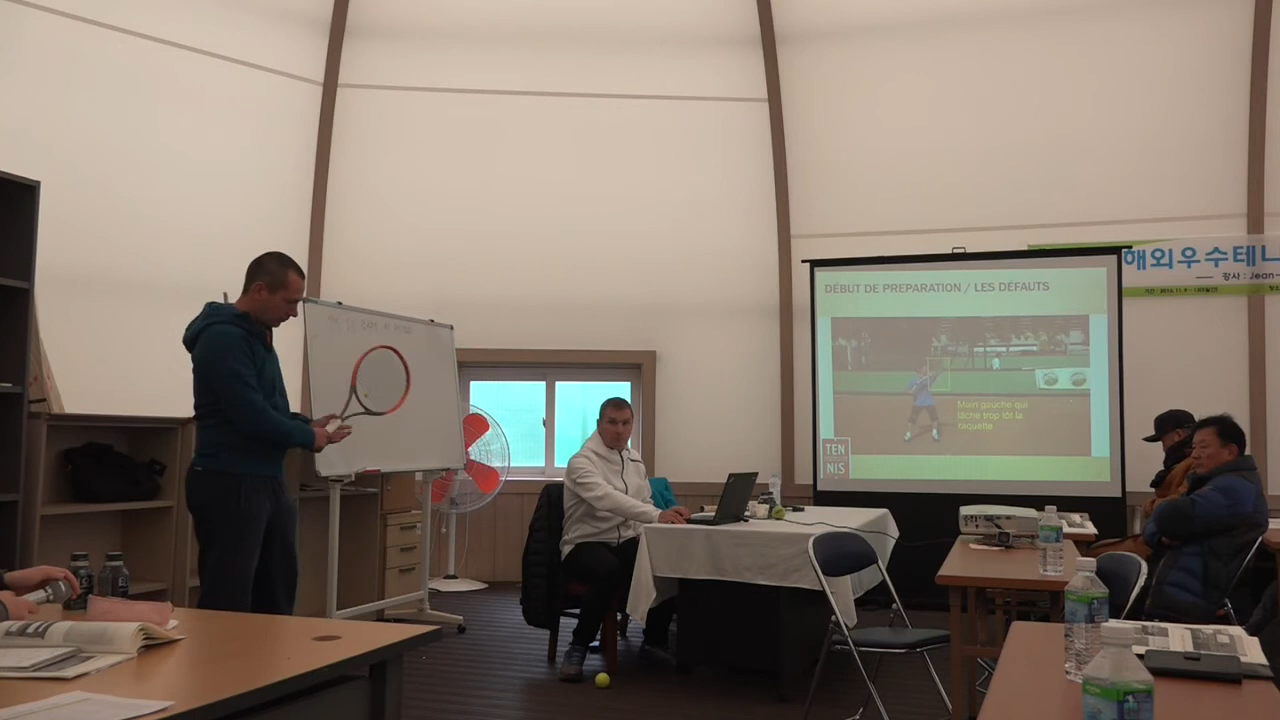 DÉBUT DE PREPARATION / LES DÉFAUTS
Main gauche qui
lâche trop tôt la
raquette
TEN
NIS
해외우수테니
강사 : Jean-